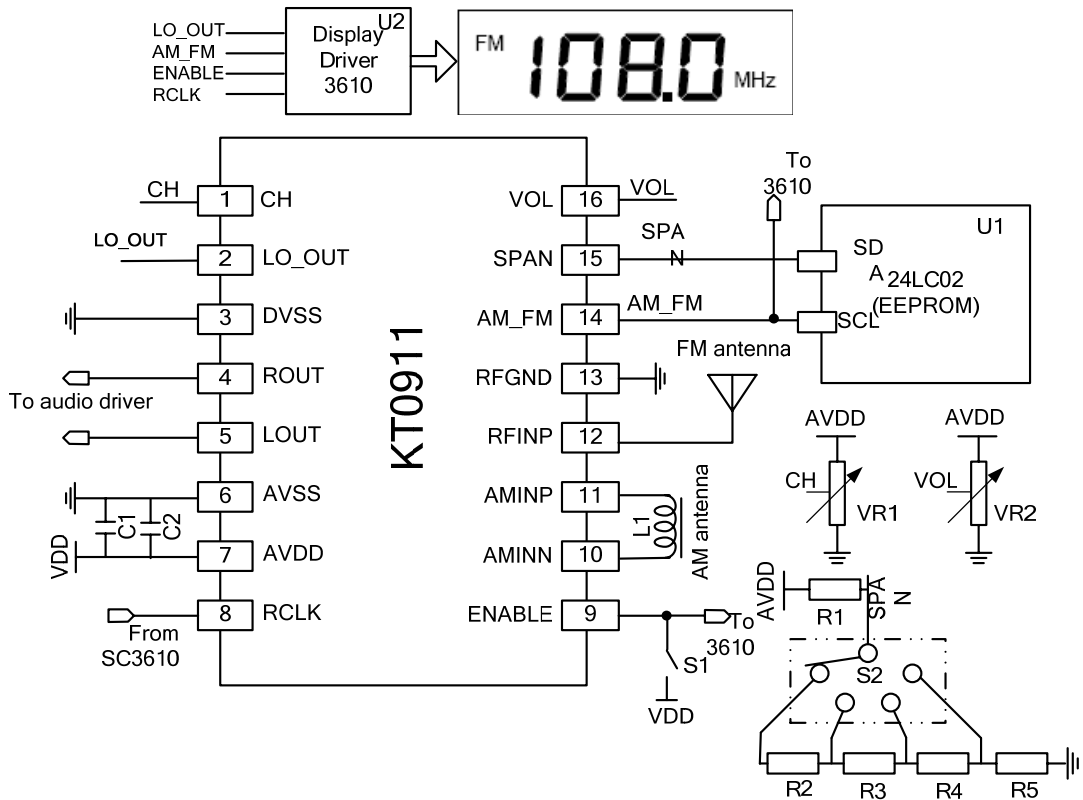 LO_OUT
AM_FM
ENABLE
RCLK
U2
Display
Driver
3610
FM
108.0
MHz
CH
1
CH
LO_OUT
2
LO_OUT
3
DVSS
4
ROUT
To audio driver
5
LOUT
6
AVSS
C1
C2
VDD
7
AVDD
8
RCLK
From
SC3610
KT0911
VOL
16
VOL
SPAN
15
SPA
N
AM_FM
14
AM_FM
RFGND
13
FM antenna
RFINP
12
AMINP
11
L1
AM antenna
AMINN
10
ENABLE
9
To
3610
S1
VDD
To
3610
U1
SD
A
24LC02
(EEPROM)
SCL
AVDD
CH
VR1
AVDD
VOL
VR2
AVDD
R1
SPA
N
S2
R2
R3
R4
R5